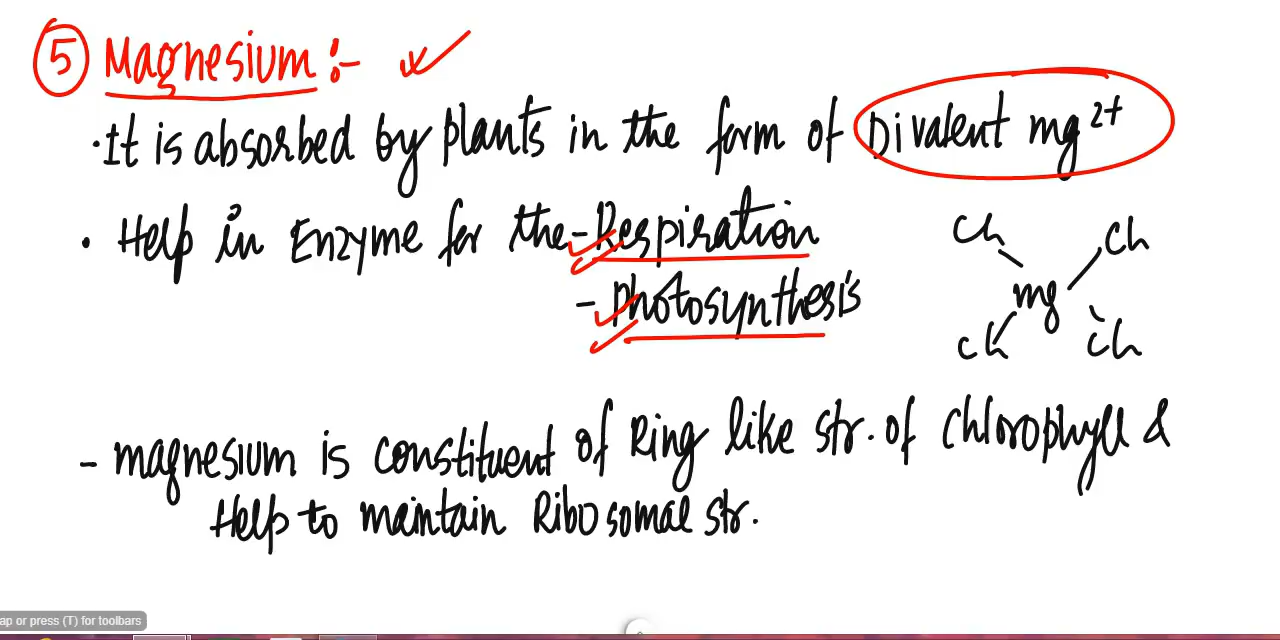 5 Magnesium :-
• It is absorbed by plants in the form of Divalent mg2+
• Help in Enzyme for the - Respiration
- Photosynthesis
Ch Ch
mg
Ch Ch
- magnesium is constituent of Ring like Str. of Chlorophyll &
Help to maintain Ribosomal Str.
ap or press (T) for toolbars